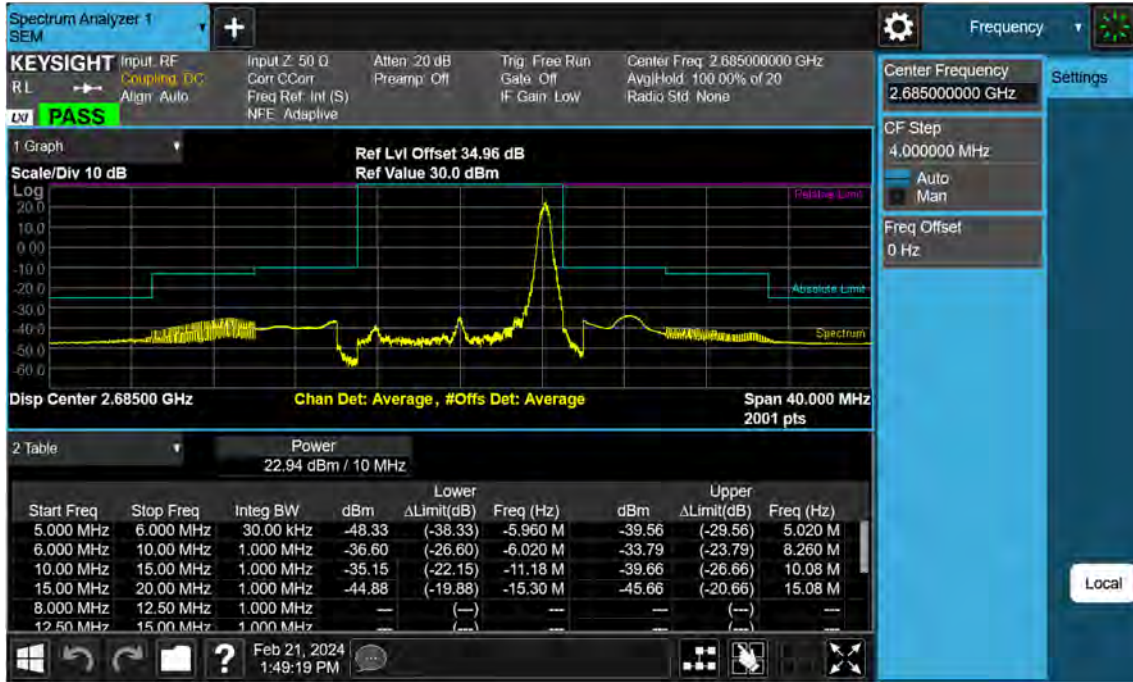 Spectrum Analyzer 1
SEM
+
Frequency
KEYSIGHT
RL
LXI
PASS
Input: RF
Coupling: DC
Align: Auto
Input Z: 50 Ω
Corr CCorr
Freq Ref: Int (S)
NFE: Adaptive
Atten: 20 dB
Preamp: Off
Trig: Free Run
Gate: Off
IF Gain: Low
Center Freq: 2.685000000 GHz
Avg|Hold: 100.00% of 20
Radio Std: None
Center Frequency
2.685000000 GHz
Settings
CF Step
4.000000 MHz
Auto
Man
Freq Offset
0 Hz
Local
1 Graph
Scale/Div 10 dB
Ref Lvl Offset 34.96 dB
Ref Value 30.0 dBm
Log
Relative Limit
20.0
10.0
0.00
-10.0
-20.0
Absolute Limit
-30.0
-40.0
Spectrum
-50.0
-60.0
Disp Center 2.68500 GHz
Chan Det: Average, #Offs Det: Average
Span 40.000 MHz
2001 pts
2 Table
Power
22.94 dBm / 10 MHz
Lower Upper
Start Freq Stop Freq Integ BW dBm ΔLimit(dB) Freq (Hz) dBm ΔLimit(dB) Freq (Hz)
5.000 MHz 6.000 MHz 30.00 kHz -48.33 (-38.33) -5.960 M -39.56 (-29.56) 5.020 M
6.000 MHz 10.00 MHz 1.000 MHz -36.60 (-26.60) -6.020 M -33.79 (-23.79) 8.260 M
10.00 MHz 15.00 MHz 1.000 MHz -35.15 (-22.15) -11.18 M -39.66 (-26.66) 10.08 M
15.00 MHz 20.00 MHz 1.000 MHz -44.88 (-19.88) -15.30 M -45.66 (-20.66) 15.08 M
8.000 MHz 12.50 MHz 1.000 MHz --- (---) --- --- (---) ---
12.50 MHz 15.00 MHz 1.000 MHz --- (---) --- --- (---) ---
?
Feb 21, 2024
1:49:19 PM